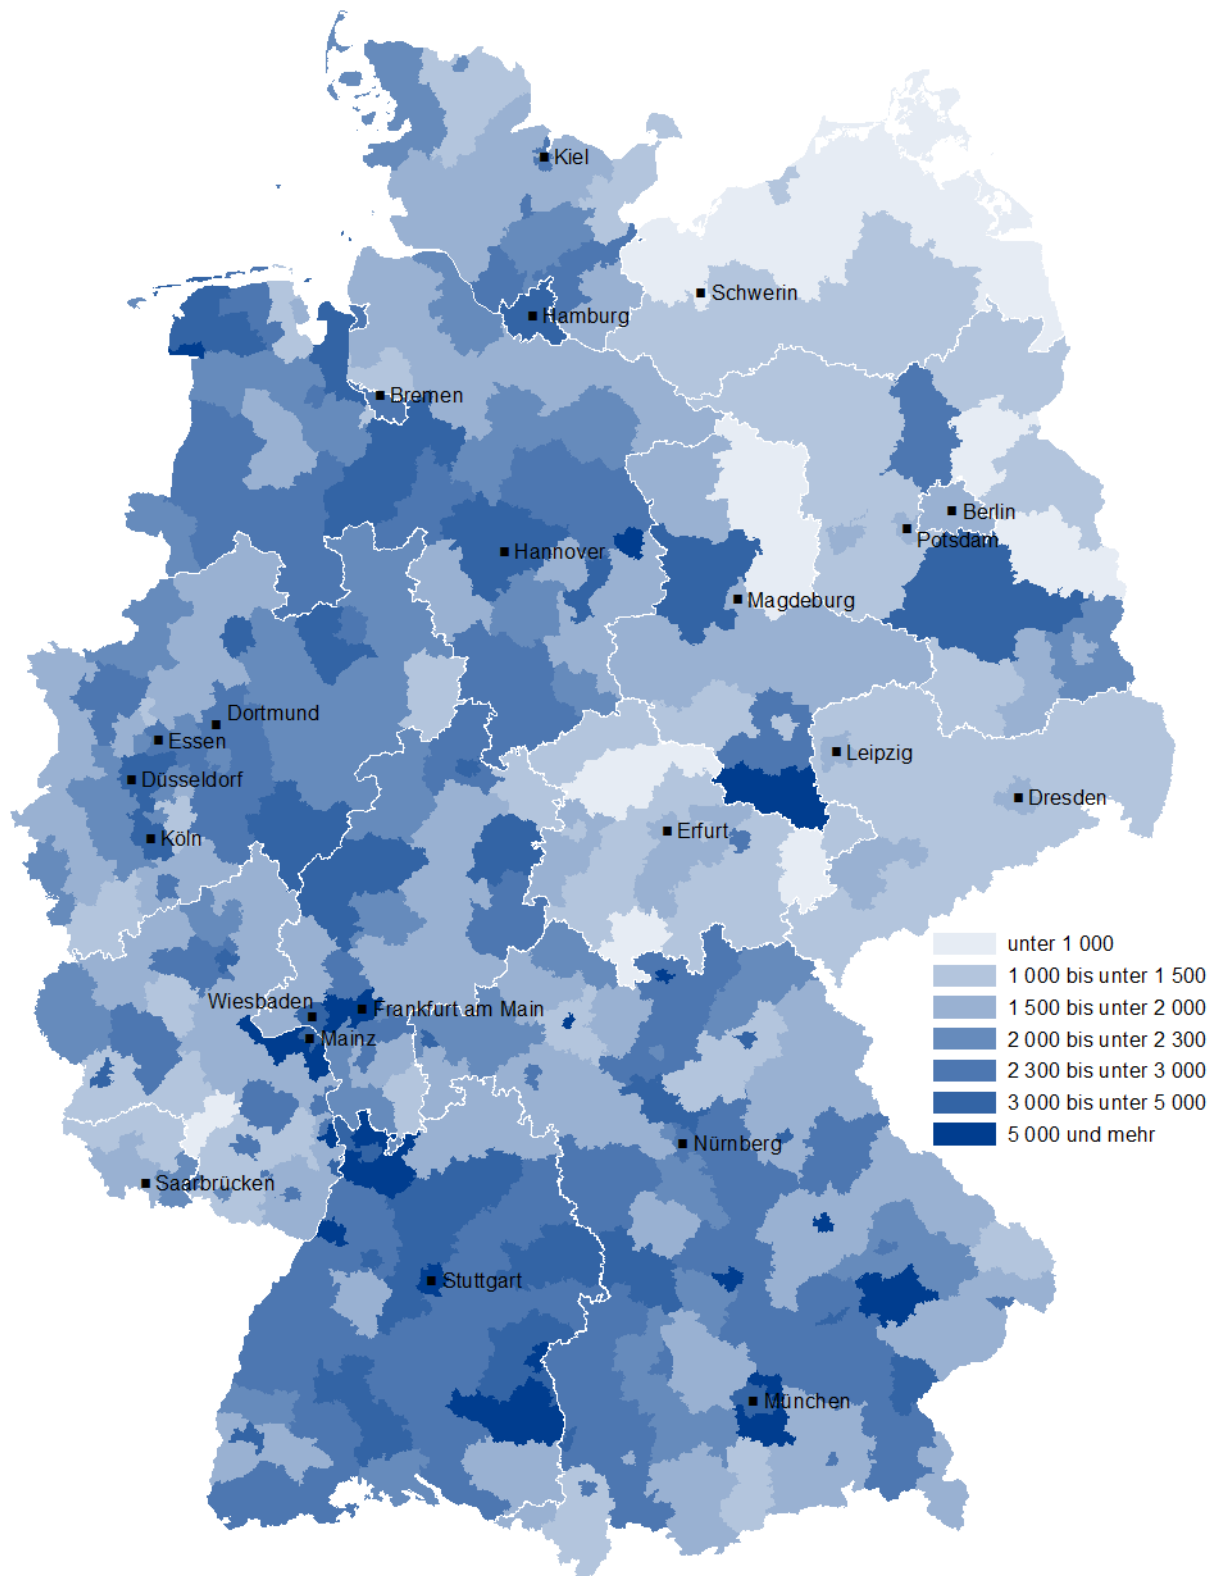 Kiel
Schwerin
Hamburg
Bremen
Berlin
Potsdam
Hannover
Magdeburg
Dortmund
Essen
Düsseldorf
Leipzig
Dresden
Köln
Erfurt
Wiesbaden
Frankfurt am Main
Mainz
Nürnberg
Saarbrücken
Stuttgart
München
unter 1 000
1 000 bis unter 1 500
1 500 bis unter 2 000
2 000 bis unter 2 300
2 300 bis unter 3 000
3 000 bis unter 5 000
5 000 und mehr